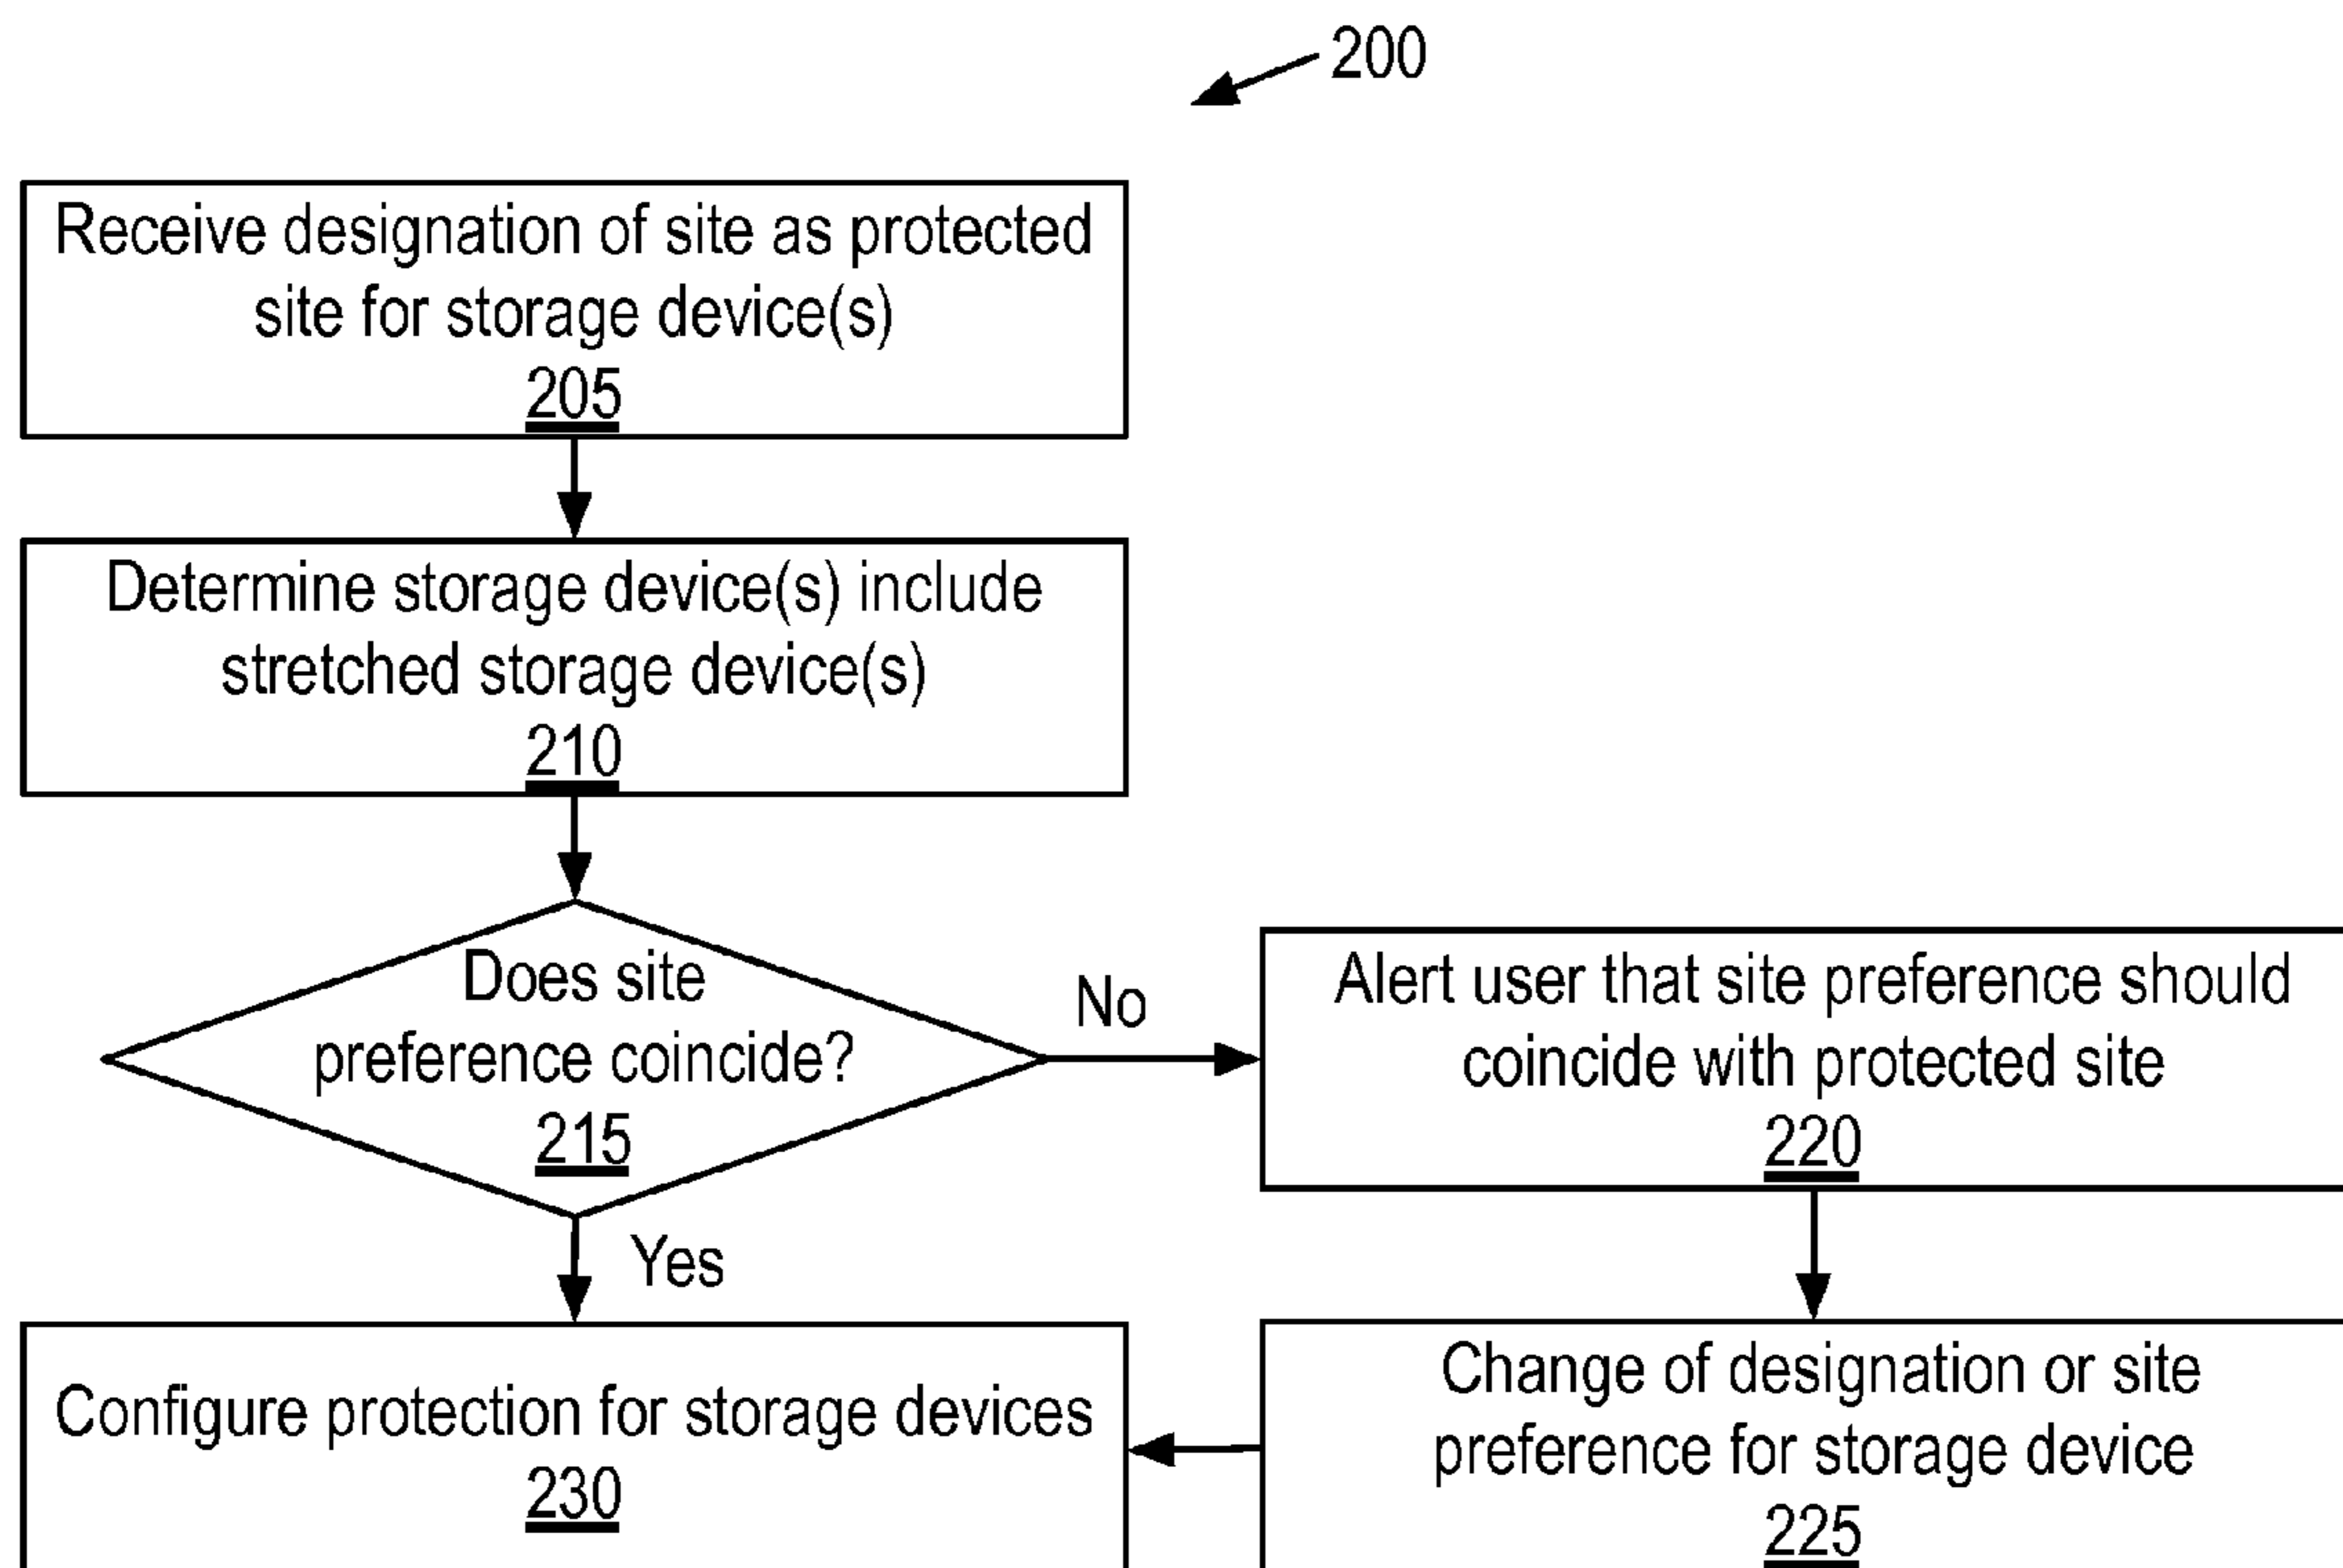 200
Receive designation of site as protected
site for storage device(s)
205
Determine storage device(s) include
stretched storage device(s)
210
Does site
preference coincide?
215
No
Yes
Alert user that site preference should
coincide with protected site
220
Change of designation or site
preference for storage device
225
Configure protection for storage devices
230